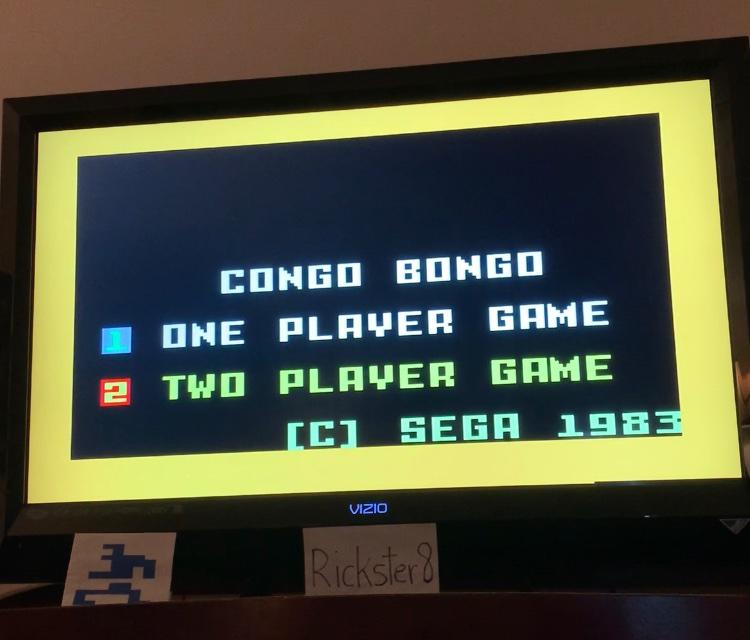 CONGO BONGO
1 ONE PLAYER GAME
2 TWO PLAYER GAME
[C] SEGA 1983
VIZIO
Rickster8